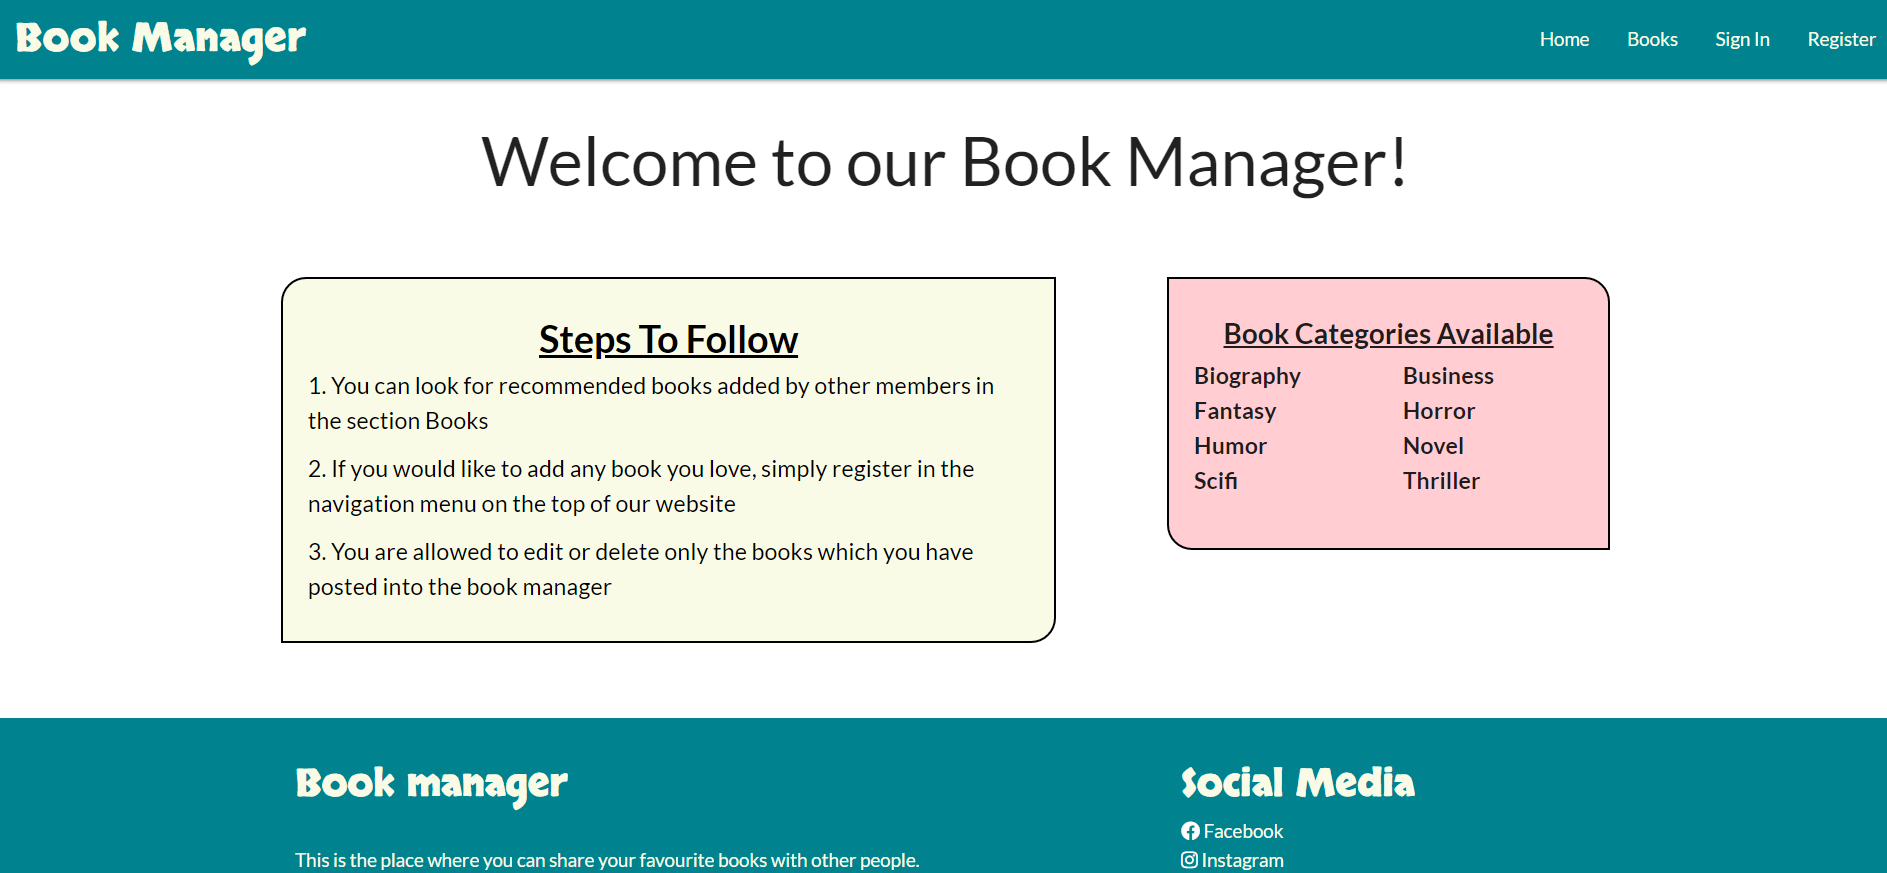 Book Manager
Home Books Sign In Register
Welcome to our Book Manager!
Steps To Follow
1. You can look for recommended books added by other members in
the section Books
2. If you would like to add any book you love, simply register in the
navigation menu on the top of our website
3. You are allowed to edit or delete only the books which you have
posted into the book manager
Book Categories Available
Biography Business
Fantasy Horror
Humor Novel
Scifi Thriller
Book manager
This is the place where you can share your favourite books with other people.
Social Media
Facebook
Instagram